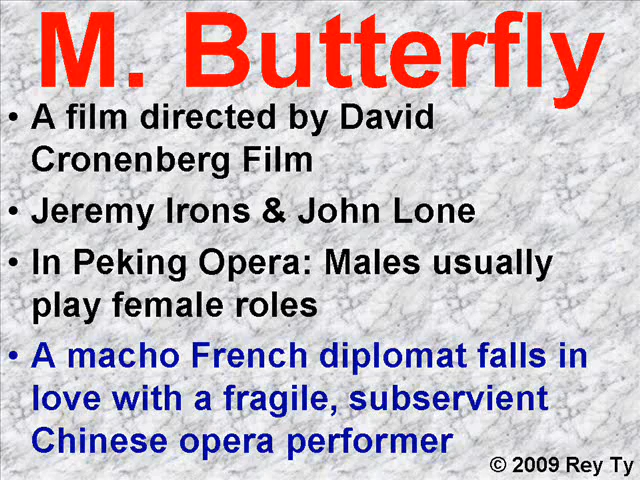 M. Butterfly
• A film directed by David
Cronenberg Film
• Jeremy Irons & John Lone
• In Peking Opera: Males usually
play female roles
• A macho French diplomat falls in
love with a fragile, subservient
Chinese opera performer
© 2009 Rey Ty